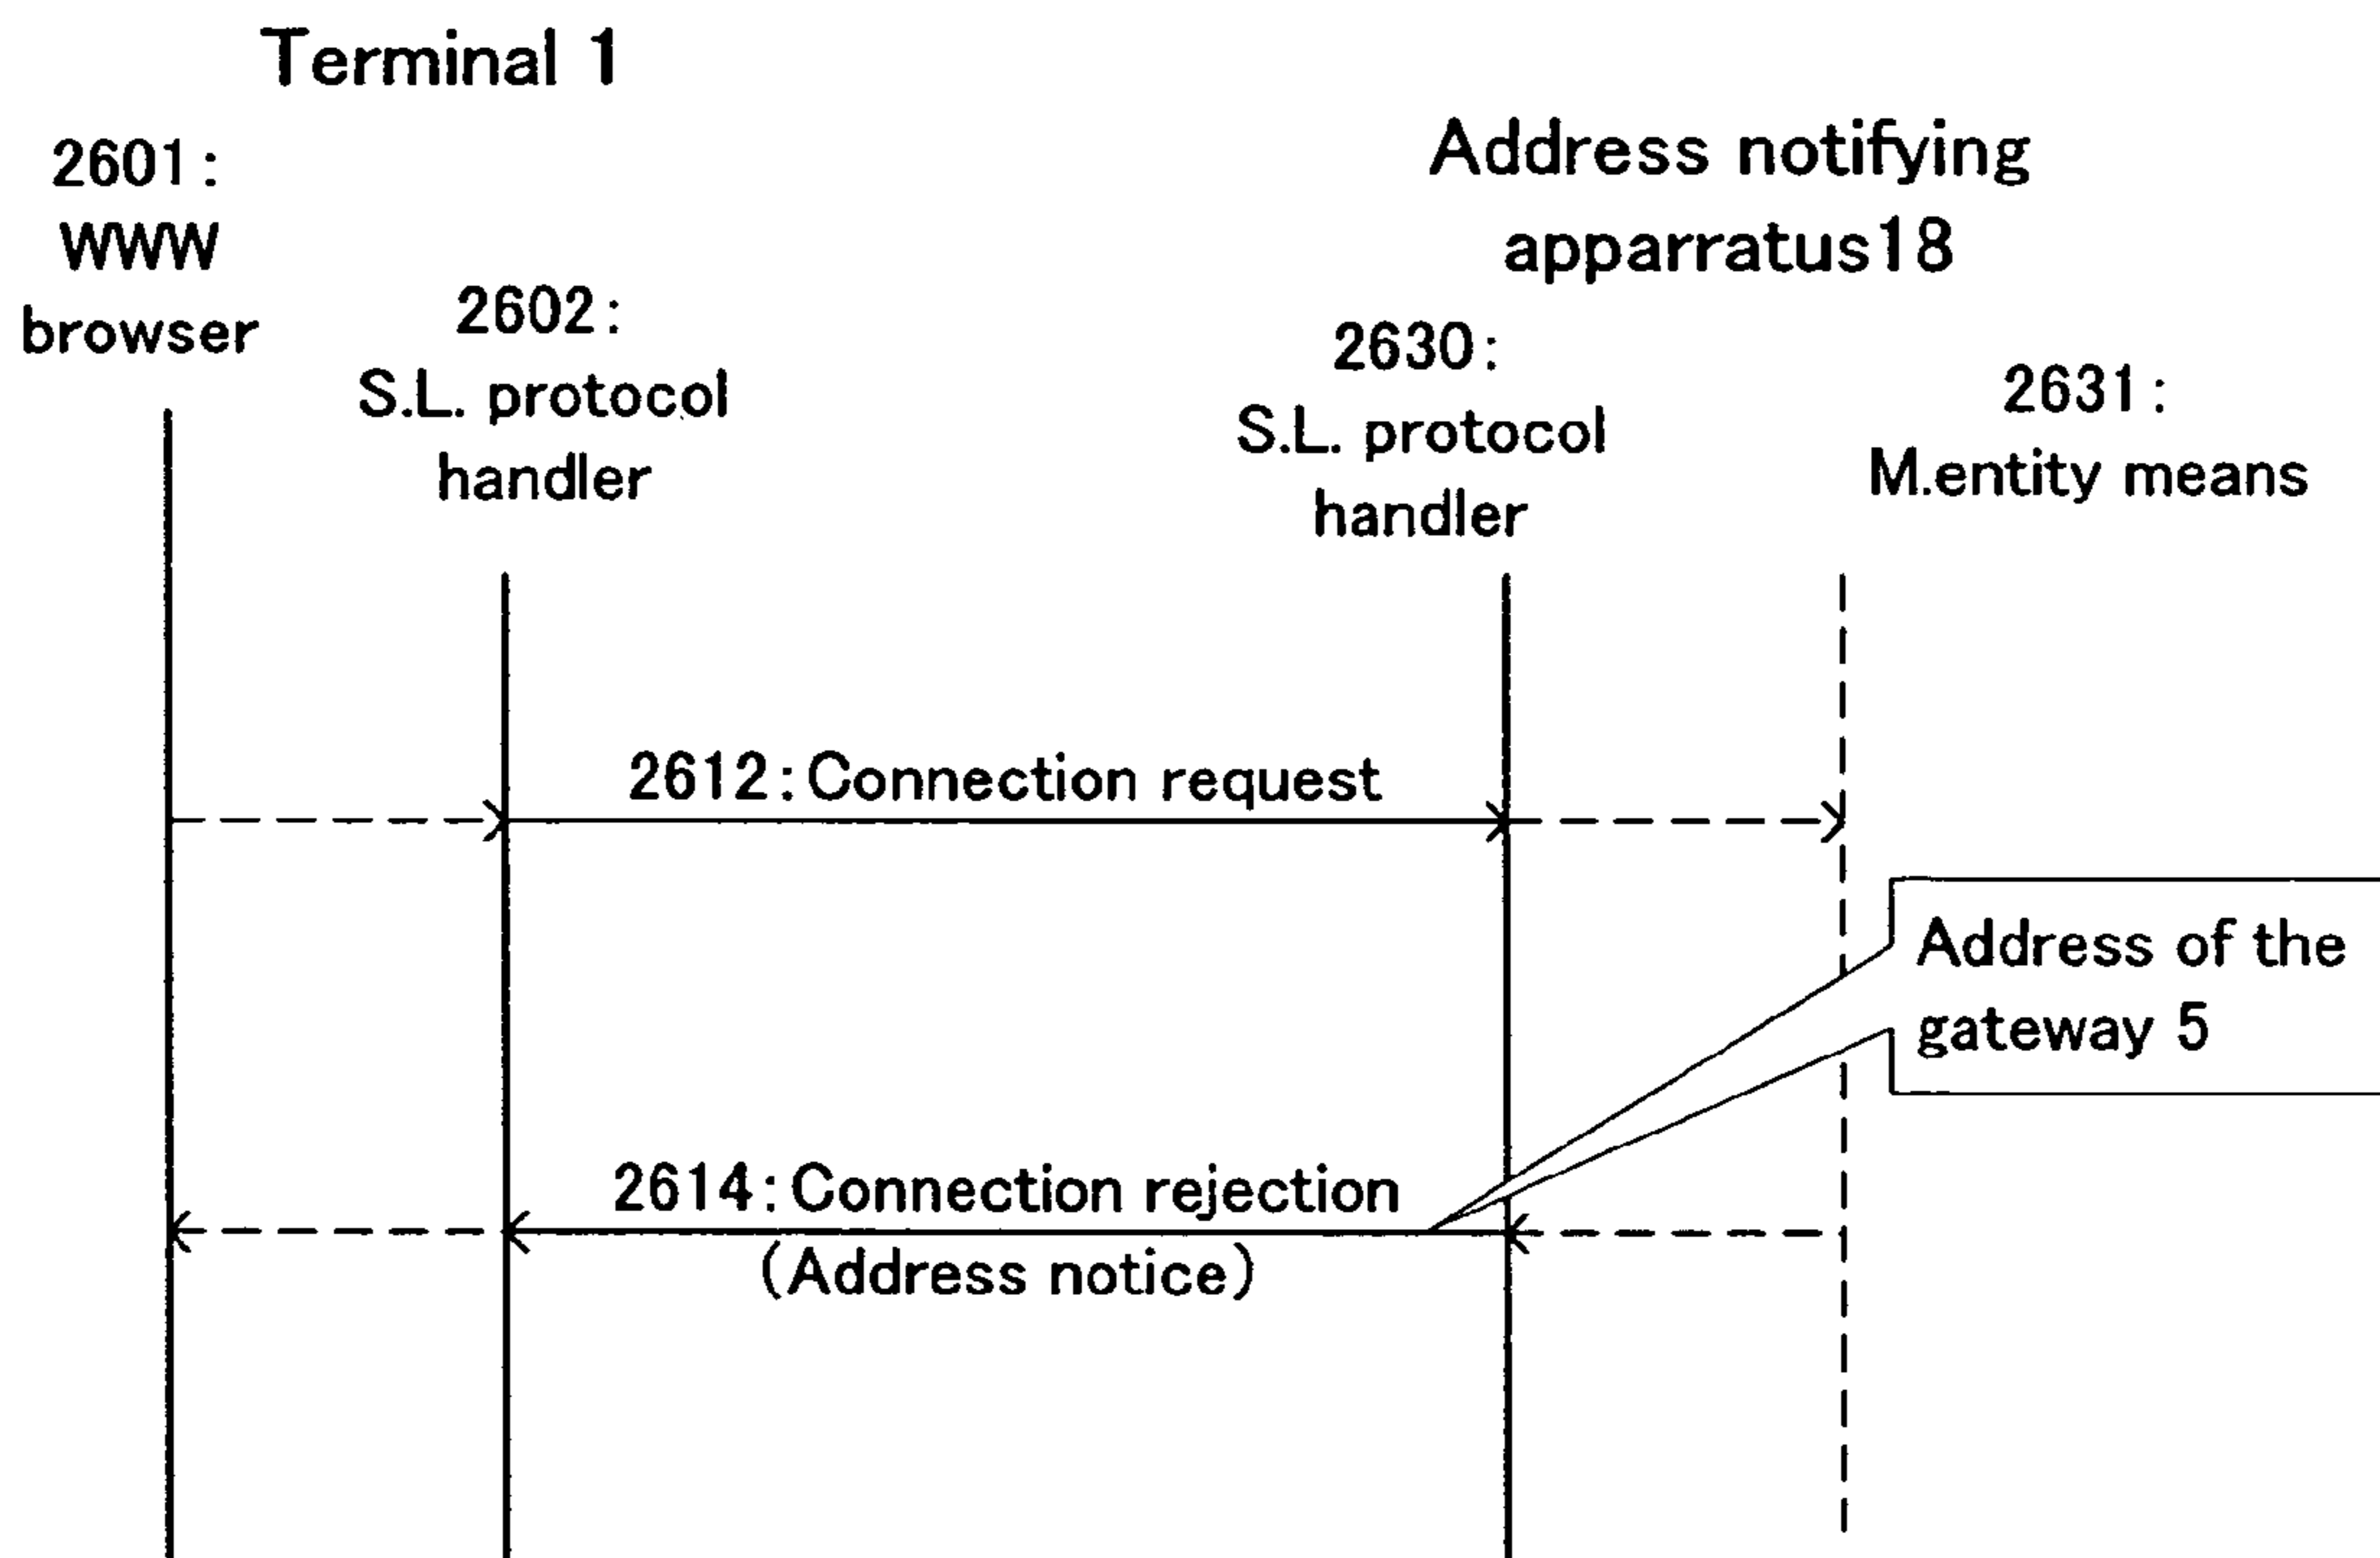 Terminal 1
2601:
WWW
browser
2602:
S.L. protocol
handler
Address notifying
apparratus18
2630:
S.L. protocol
handler
2631:
M.entity means
2612:Connection request
Address of the
gateway 5
2614:Connection rejection
(Address notice)